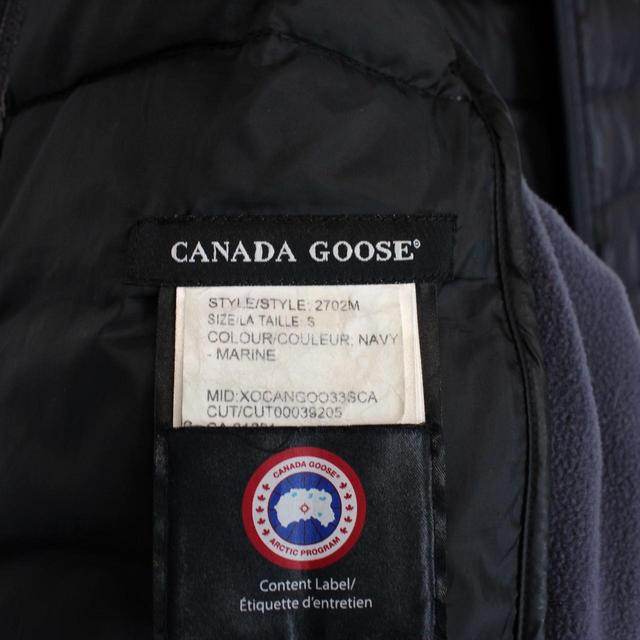 CANADA GOOSE®
STYLE/STYLE: 2702M
SIZE/LA TAILLE: S
COLOUR/COULEUR: NAVY
- MARINE
MID:XOCANGOO33SCA
CUT/CUT00039205
CANADA GOOSE®
ARCTIC PROGRAM
Content Label/
Étiquette d'entretien